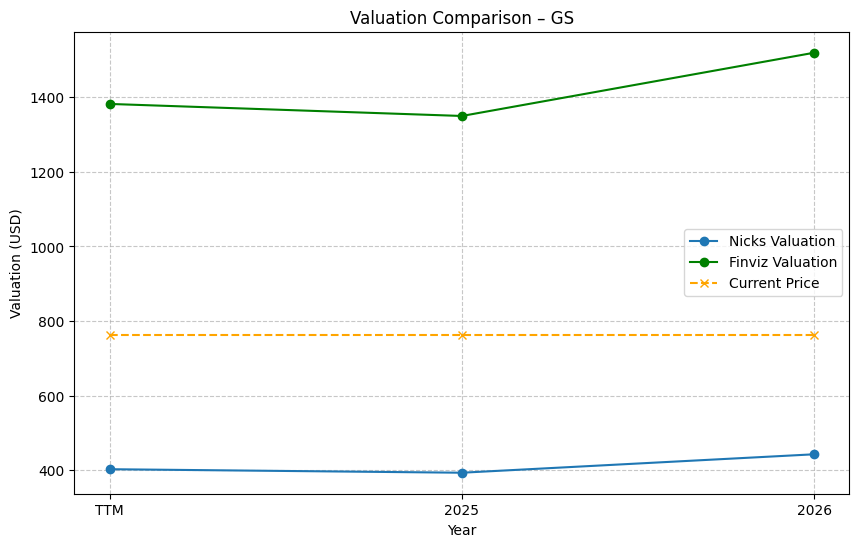 Valuation Comparison – GS
Valuation (USD)
1400
1200
1000
800
600
400
Nicks Valuation
Finviz Valuation
Current Price
TTM
2025
2026
Year